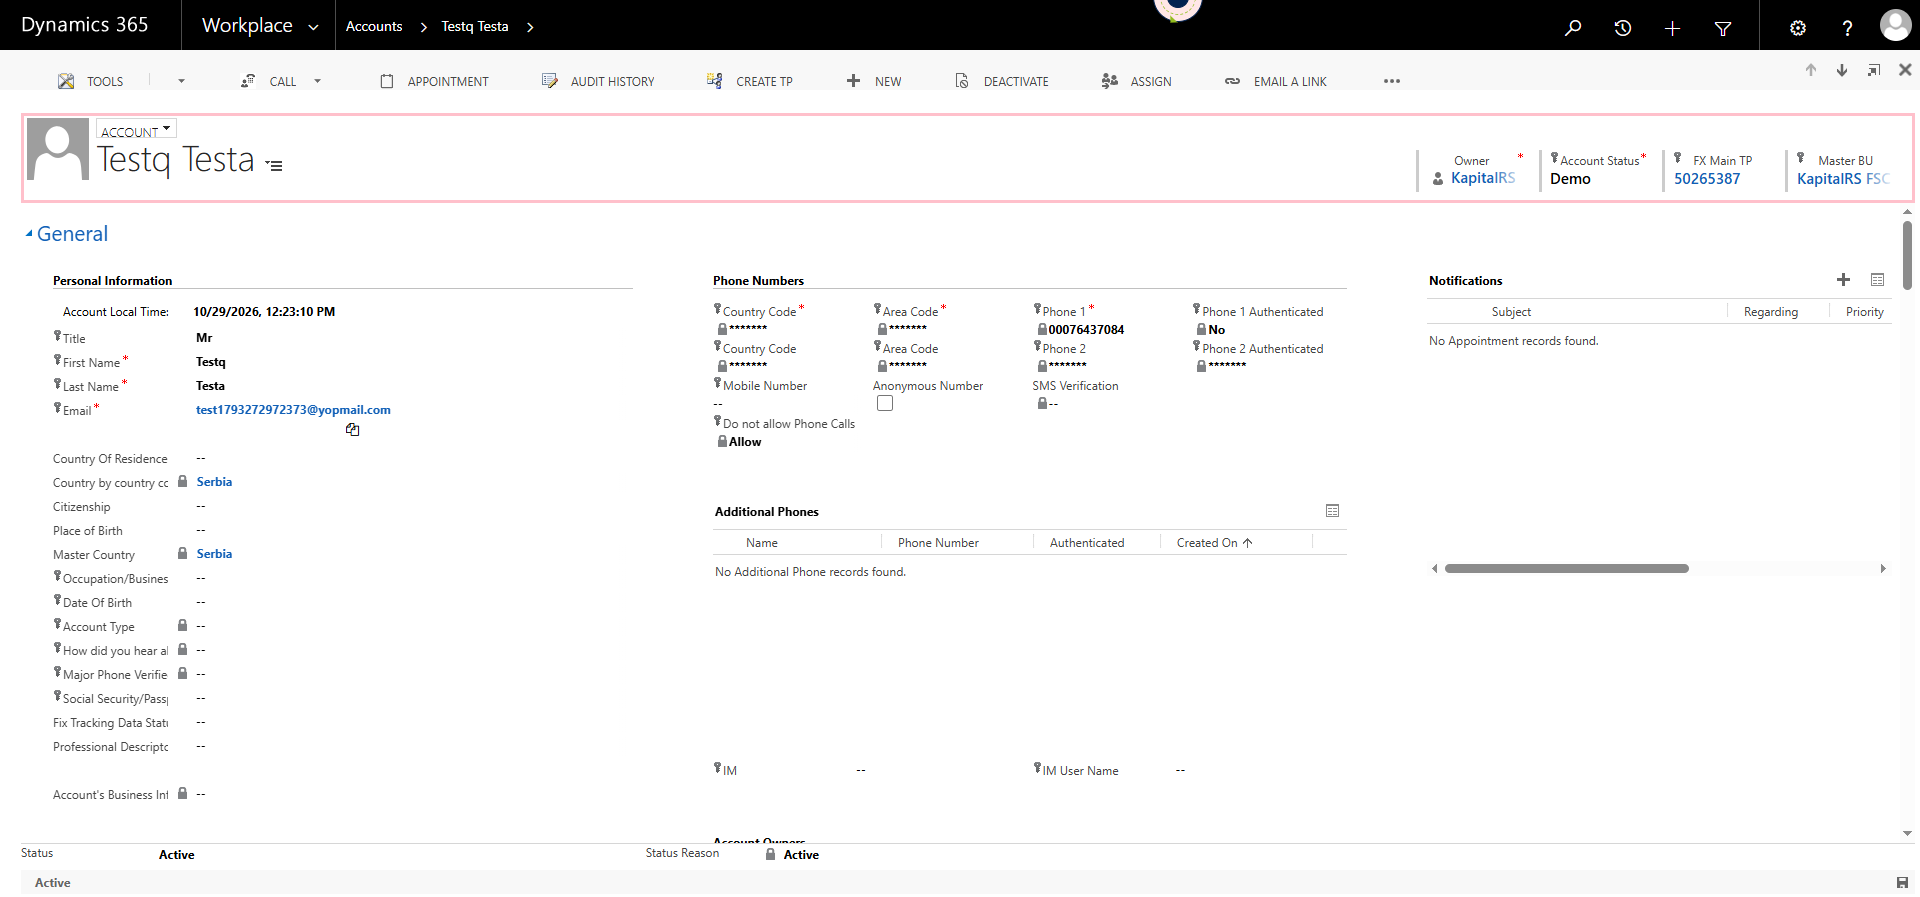 Dynamics 365 Workplace Accounts Testq Testa
TOOLS CALL APPOINTMENT AUDIT HISTORY CREATE TP NEW DEACTIVATE ASSIGN EMAIL A LINK
ACCOUNT
Testq Testa
Owner* Account Status* FX Main TP Master BU
KapitalRS Demo 50265387 KapitalRS FSC
General
Personal Information
Account Local Time: 10/29/2026, 12:23:10 PM
Title Mr
First Name* Testq
Last Name* Testa
Email* test1793272972373@yopmail.com
Country Of Residence --
Country by country cc Serbia
Citizenship --
Place of Birth --
Master Country Serbia
Occupation/Busines --
Date Of Birth --
Account Type --
How did you hear a --
Major Phone Verifie --
Social Security/Passp --
Fix Tracking Data Statu --
Professional Descripto --
Account's Business Inf --
Phone Numbers
Country Code* Area Code* Phone 1* Phone 1 Authenticated
******* ******* 00076437084 No
Country Code Area Code Phone 2 Phone 2 Authenticated
******* ******* ******* *******
Mobile Number Anonymous Number SMS Verification
-- --
Do not allow Phone Calls
Allow
Additional Phones
Name Phone Number Authenticated Created On
No Additional Phone records found.
IM -- IM User Name --
Account Owners
Notifications
Subject Regarding Priority
No Appointment records found.
Status Active Status Reason Active
Active